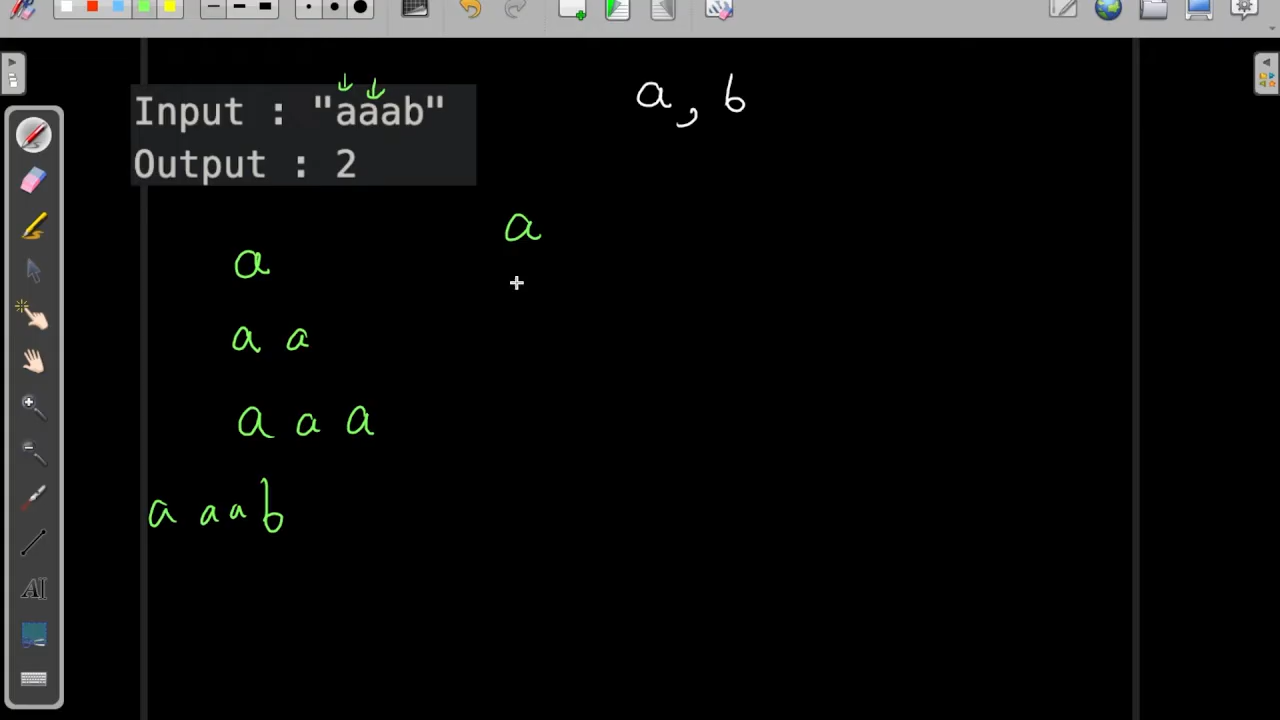 Input : "aaab"
Output : 2
a, b
a
a
a a
a a a
a a a b